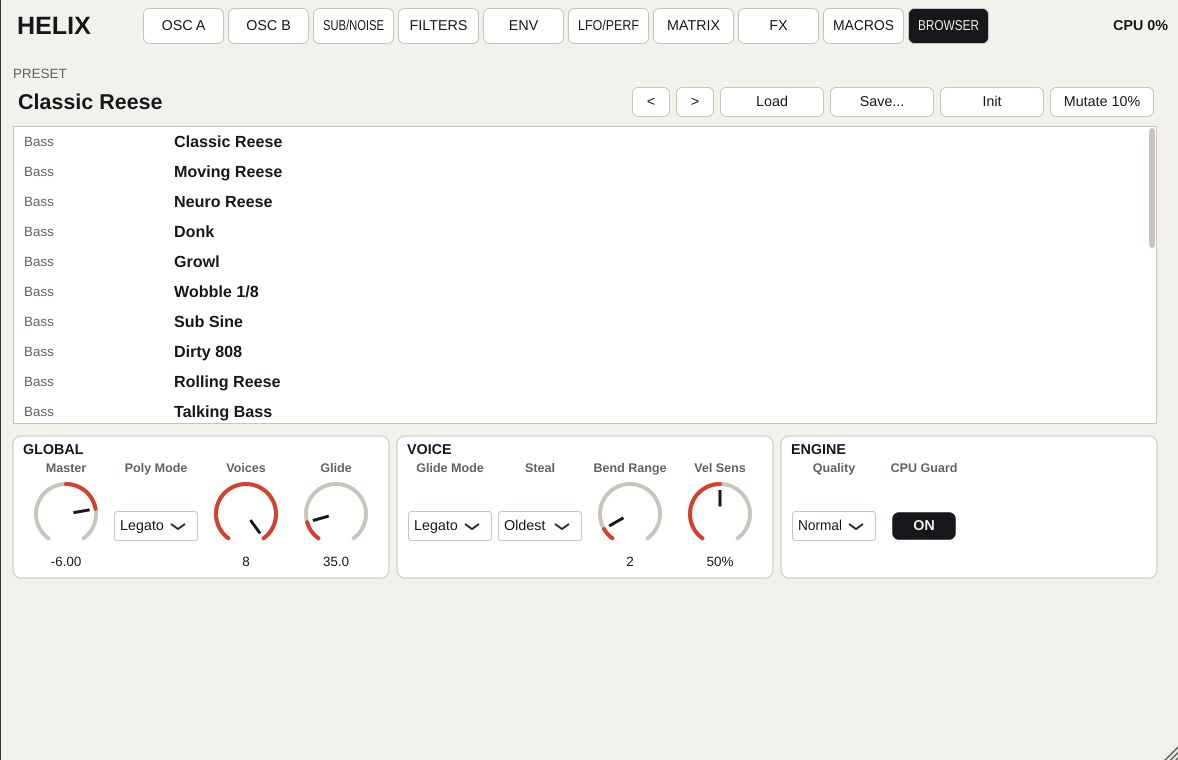 HELIX OSC A OSC B SUB/NOISE FILTERS ENV LFO/PERF MATRIX FX MACROS BROWSER CPU 0%
PRESET
Classic Reese < > Load Save... Init Mutate 10%
Bass Classic Reese
Bass Moving Reese
Bass Neuro Reese
Bass Donk
Bass Growl
Bass Wobble 1/8
Bass Sub Sine
Bass Dirty 808
Bass Rolling Reese
Bass Talking Bass
GLOBAL
Master Poly Mode Voices Glide
Legato
-6.00 8 35.0
VOICE
Glide Mode Steal Bend Range Vel Sens
Legato Oldest
2 50%
ENGINE
Quality CPU Guard
Normal ON